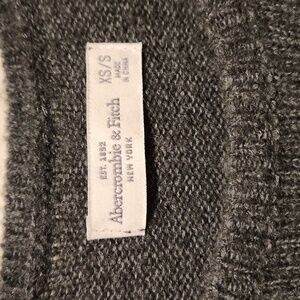 EST. 1892
Abercrombie & Fitch
NEW YORK
XS/S
MADE
IN CHINA